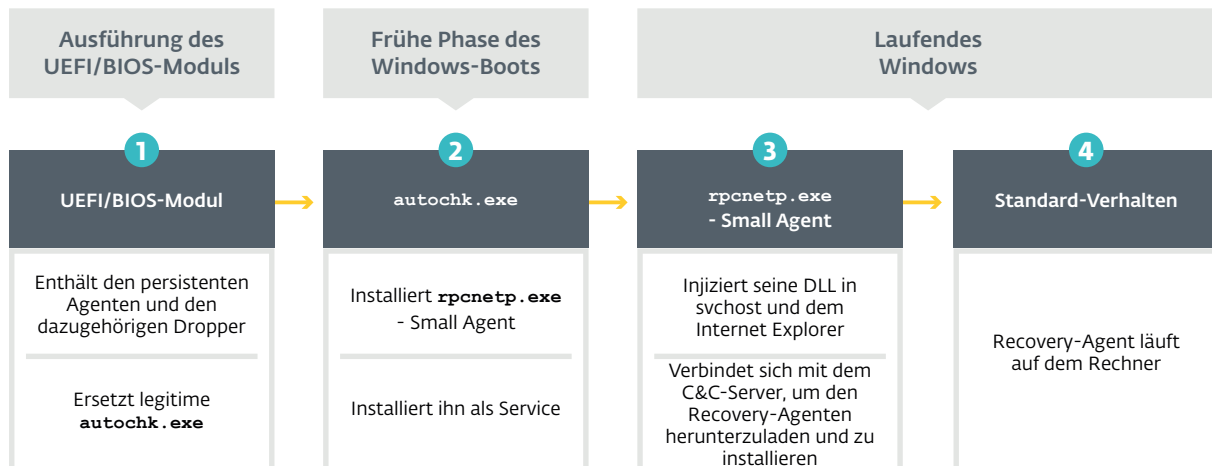 Ausführung des
UEFI/BIOS-Moduls
Frühe Phase des
Windows-Boots
Laufendes
Windows
1
UEFI/BIOS-Modul
Enthält den persistenten
Agenten und den
dazugehörigen Dropper
Ersetzt legitime
autochk.exe
2
autochk.exe
Installiert rpcnetp.exe
- Small Agent
Installiert ihn als Service
3
rpcnetp.exe
- Small Agent
Injiziert seine DLL in
svchost und dem
Internet Explorer
Verbindet sich mit dem
C&C-Server, um den
Recovery-Agenten
herunterzuladen und zu
installieren
4
Standard-Verhalten
Recovery-Agent läuft
auf dem Rechner